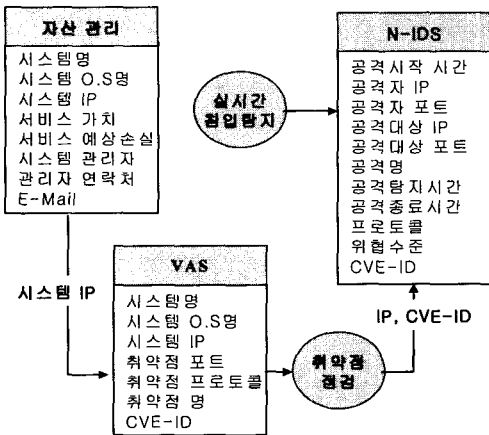 자산 관리
시스템명
시스템 O.S명
시스템 IP
서비스 가치
서비스 예상손실
시스템 관리자
관리자 연락처
E-Mail
실시간
침입탐지
N-IDS
공격시작 시간
공격자 IP
공격자 포트
공격대상 IP
공격대상 포트
공격명
공격탐지시간
공격종료시간
프로토콜
위협수준
CVE-ID
시스템 IP
VAS
시스템명
시스템 O.S명
시스템 IP
취약점 포트
취약점 프로토콜
취약점 명
CVE-ID
취약점
점검
IP, CVE-ID